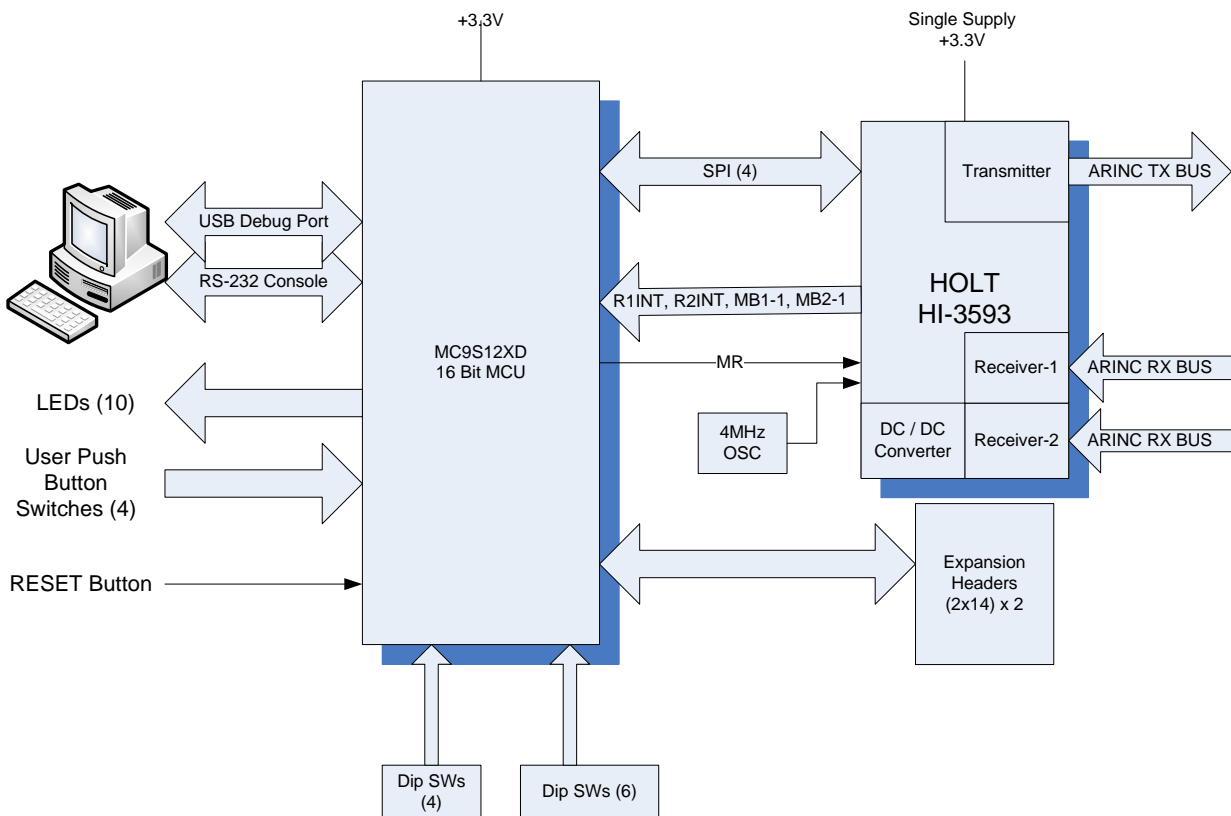 +3.3V
Single Supply
+3.3V
Transmitter
ARINC TX BUS
SPI (4)
USB Debug Port
RS-232 Console
HOLT
HI-3593
R1INT, R2INT, MB1-1, MB2-1
MC9S12XD
16 Bit MCU
MR
Receiver-1
ARINC RX BUS
LEDs (10)
4MHz
OSC
DC / DC
Converter
Receiver-2
ARINC RX BUS
User Push
Button
Switches (4)
RESET Button
Expansion
Headers
(2x14) x 2
Dip SWs
(4)
Dip SWs (6)